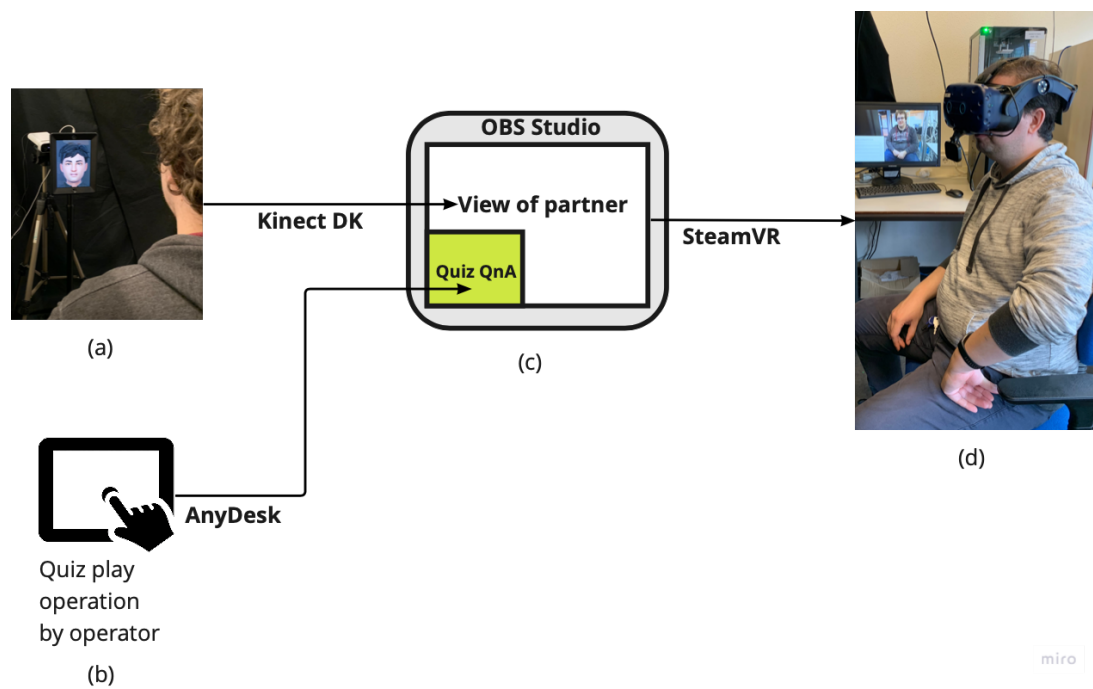 OBS Studio
View of partner
Kinect DK
Quiz QnA
SteamVR
(a)
(c)
(d)
AnyDesk
Quiz play
operation
by operator
(b)
miro